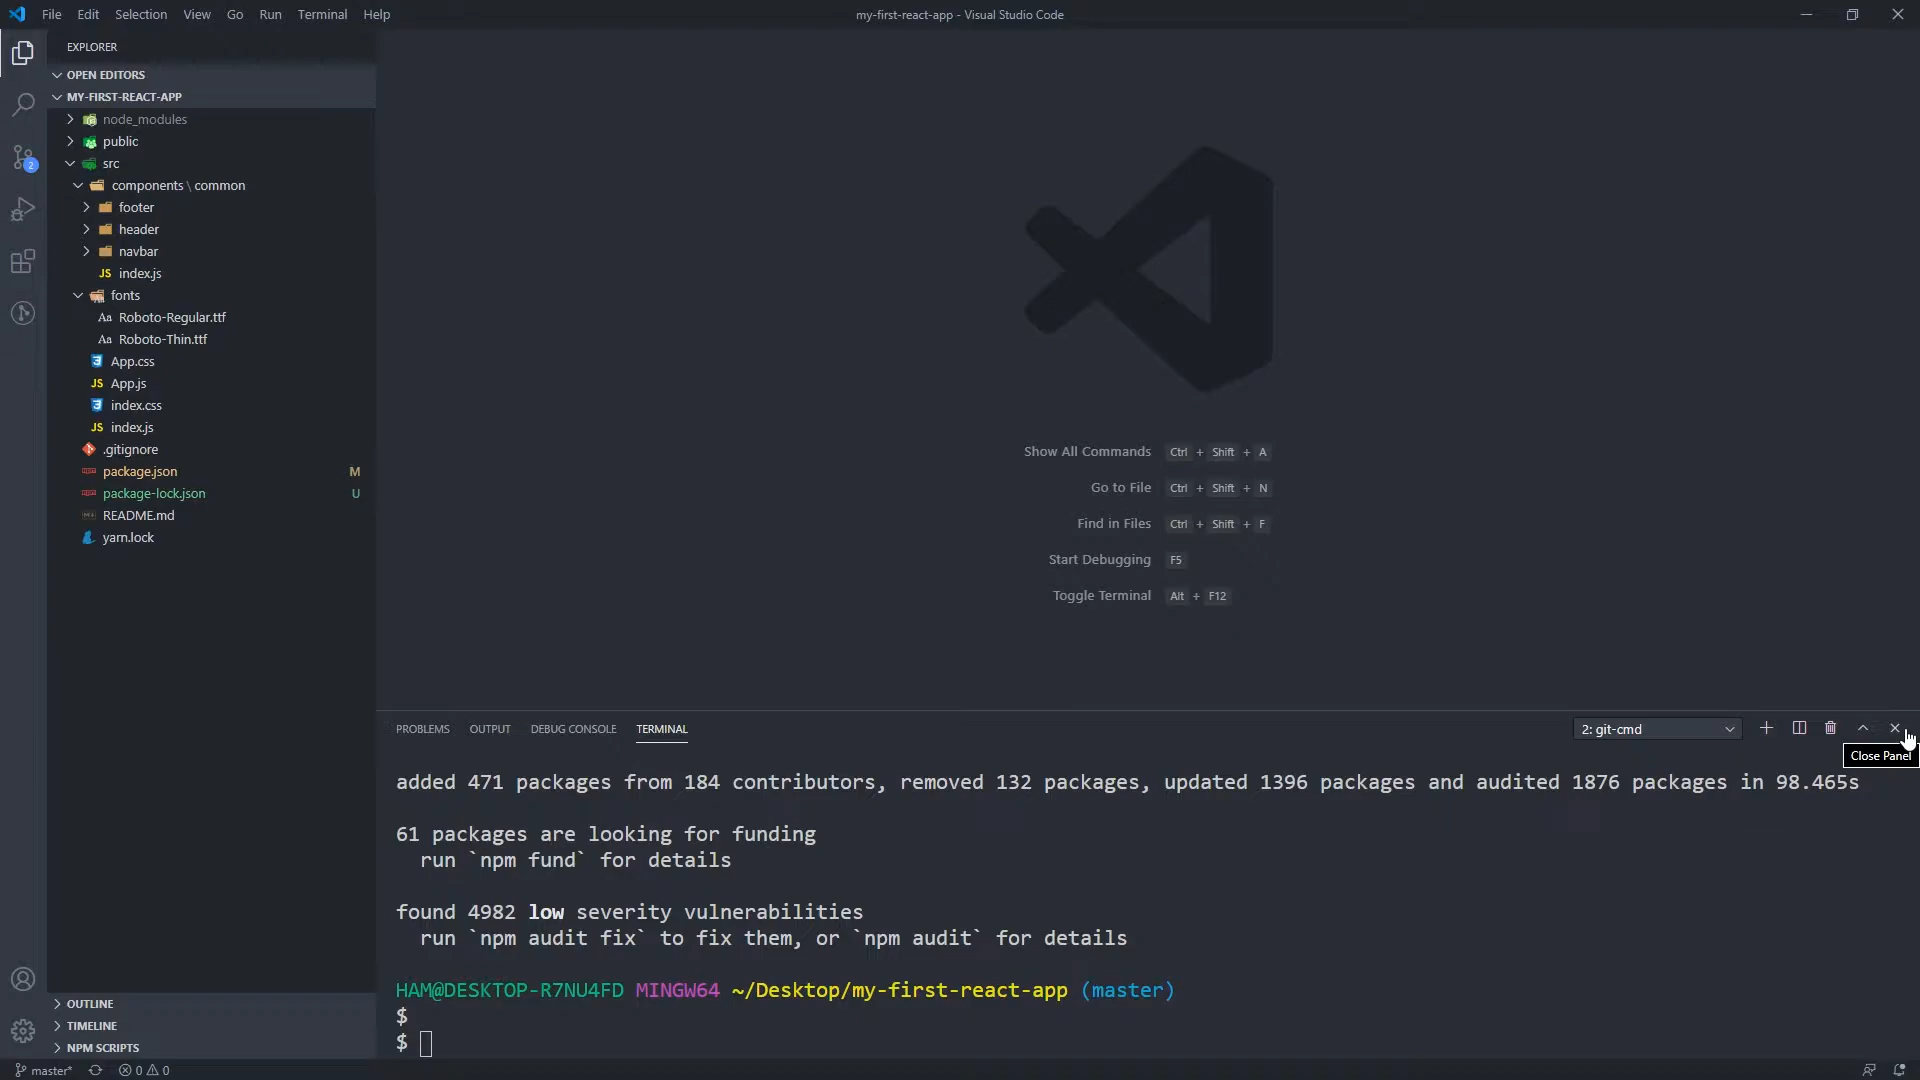 File Edit Selection View Go Run Terminal Help
my-first-react-app - Visual Studio Code
EXPLORER
OPEN EDITORS
MY-FIRST-REACT-APP
node_modules
public
src
components \ common
footer
header
navbar
JS index.js
fonts
Aa Roboto-Regular.ttf
Aa Roboto-Thin.ttf
App.css
JS App.js
index.css
JS index.js
.gitignore
package.json M
package-lock.json U
README.md
yarn.lock
OUTLINE
TIMELINE
NPM SCRIPTS
2
Show All Commands Ctrl + Shift + A
Go to File Ctrl + Shift + N
Find in Files Ctrl + Shift + F
Start Debugging F5
Toggle Terminal Alt + F12
PROBLEMS OUTPUT DEBUG CONSOLE TERMINAL
2: git-cmd
Close Panel
added 471 packages from 184 contributors, removed 132 packages, updated 1396 packages and audited 1876 packages in 98.465s
61 packages are looking for funding
run `npm fund` for details
found 4982 low severity vulnerabilities
run `npm audit fix` to fix them, or `npm audit` for details
HAM@DESKTOP-R7NU4FD MINGW64 ~/Desktop/my-first-react-app (master)
$
$
master* 0 0